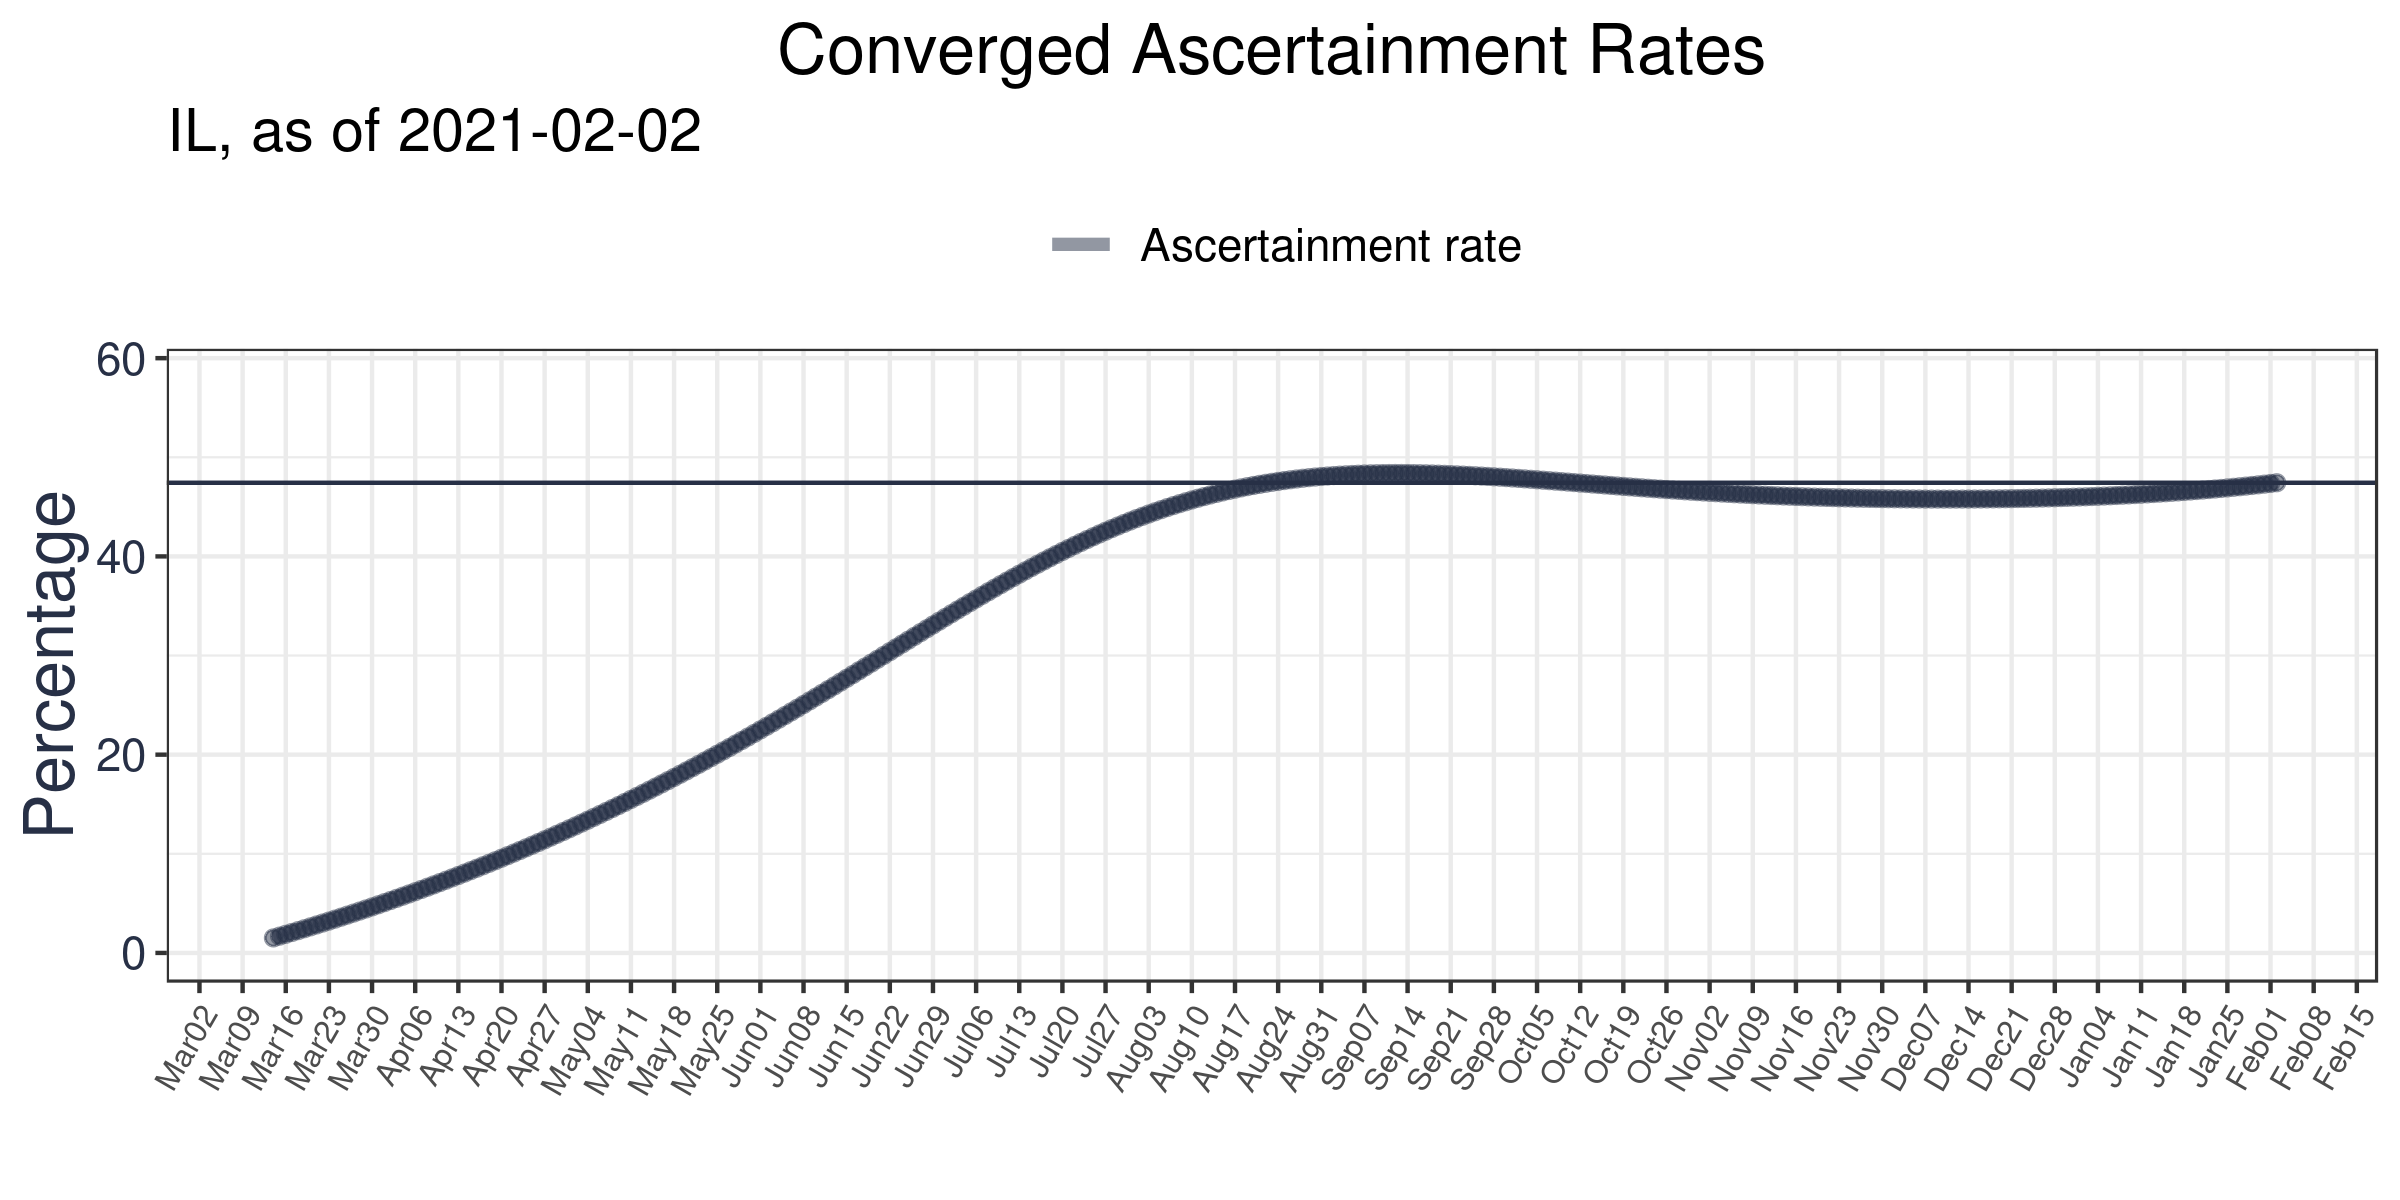 Converged Ascertainment Rates
IL, as of 2021-02-02
Ascertainment rate
Percentage
60
40
20
0
Mar02
Mar09
Mar16
Mar23
Mar30
Apr06
Apr13
Apr20
Apr27
May04
May11
May18
May25
Jun01
Jun08
Jun15
Jun22
Jun29
Jul06
Jul13
Jul20
Jul27
Aug03
Aug10
Aug17
Aug24
Aug31
Sep07
Sep14
Sep21
Sep28
Oct05
Oct12
Oct19
Oct26
Nov02
Nov09
Nov16
Nov23
Nov30
Dec07
Dec14
Dec21
Dec28
Jan04
Jan11
Jan18
Jan25
Feb01
Feb08
Feb15